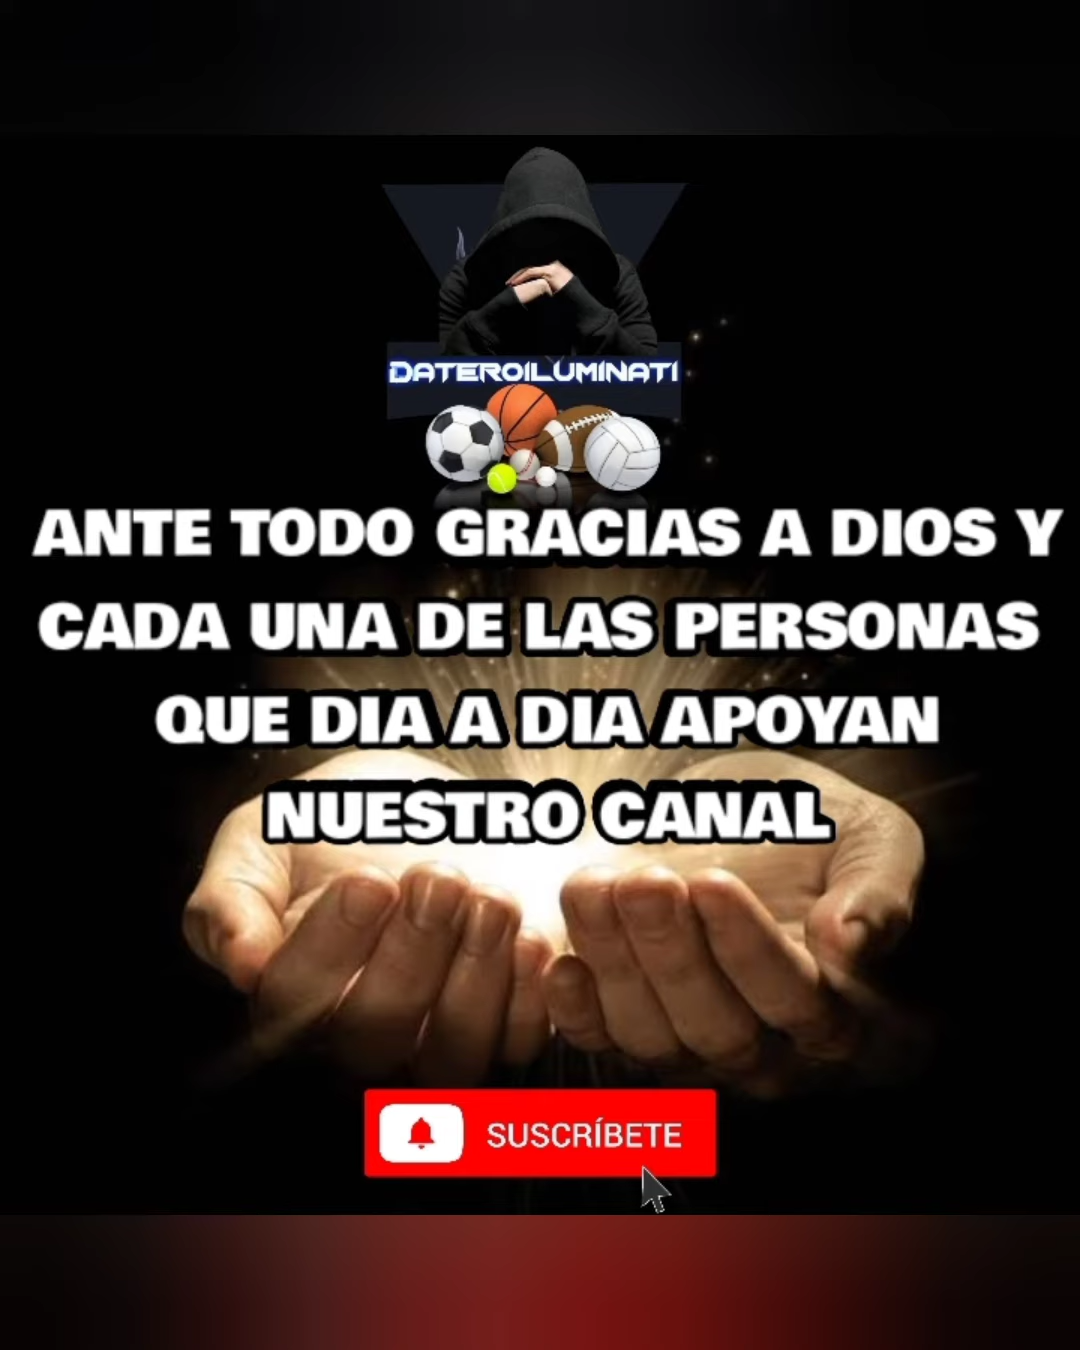 DATEROILUMINATI
ANTE TODO GRACIAS A DIOS Y
CADA UNA DE LAS PERSONAS
QUE DIA A DIA APOYAN
NUESTRO CANAL
SUSCRÍBETE